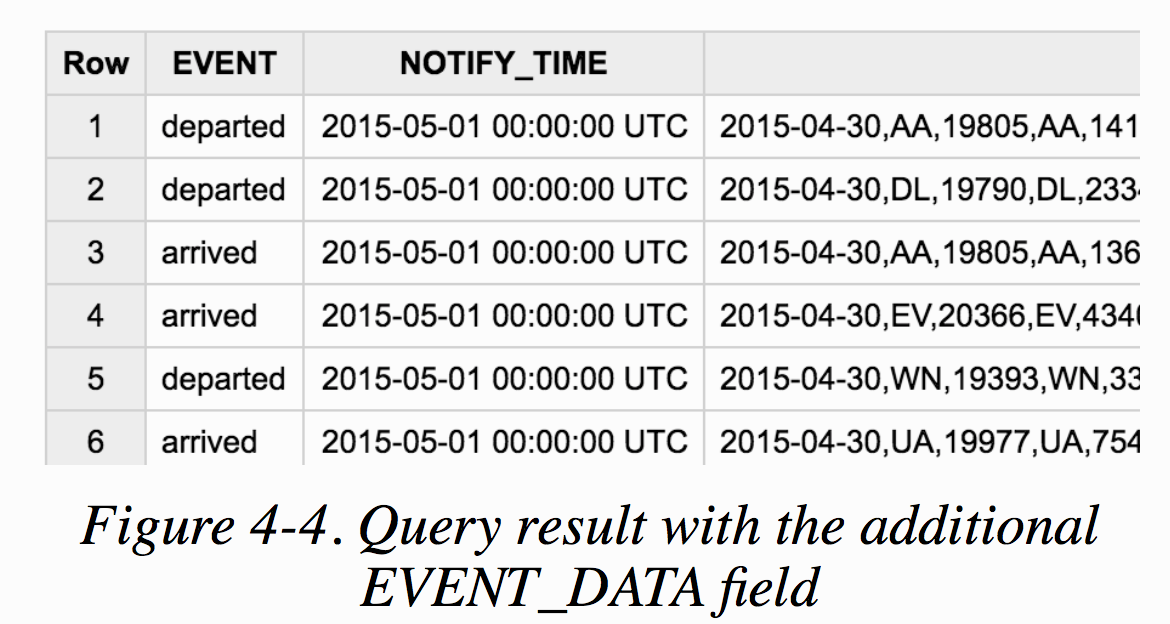 Row EVENT NOTIFY_TIME
1 departed 2015-05-01 00:00:00 UTC 2015-04-30,AA,19805,AA,141
2 departed 2015-05-01 00:00:00 UTC 2015-04-30,DL,19790,DL,233
3 arrived 2015-05-01 00:00:00 UTC 2015-04-30,AA,19805,AA,136
4 arrived 2015-05-01 00:00:00 UTC 2015-04-30,EV,20366,EV,434
5 departed 2015-05-01 00:00:00 UTC 2015-04-30,WN,19393,WN,33
6 arrived 2015-05-01 00:00:00 UTC 2015-04-30,UA,19977,UA,754
Figure 4-4. Query result with the additional
EVENT_DATA field